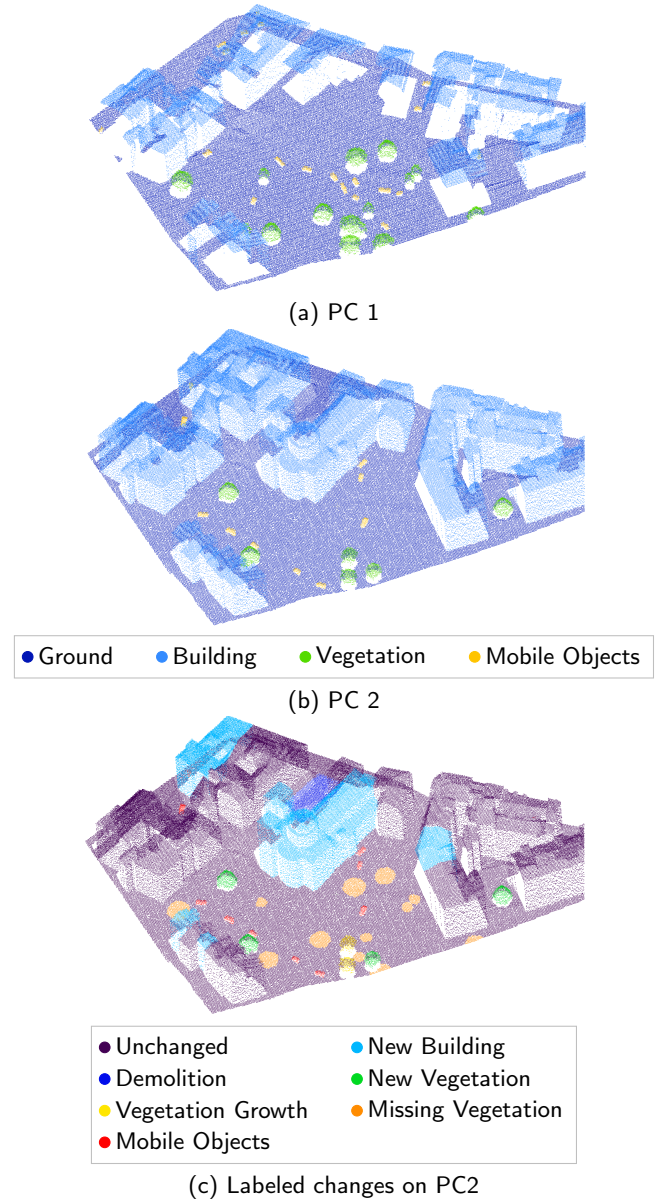 (a) PC 1
Ground Building Vegetation Mobile Objects
(b) PC 2
Unchanged New Building
Demolition New Vegetation
Vegetation Growth Missing Vegetation
Mobile Objects
(c) Labeled changes on PC2